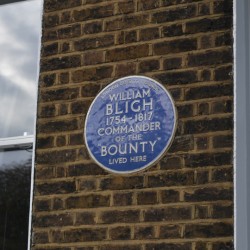 WILLIAM
BLIGH
1754-1817
COMMANDER
OF THE
BOUNTY
LIVED HERE